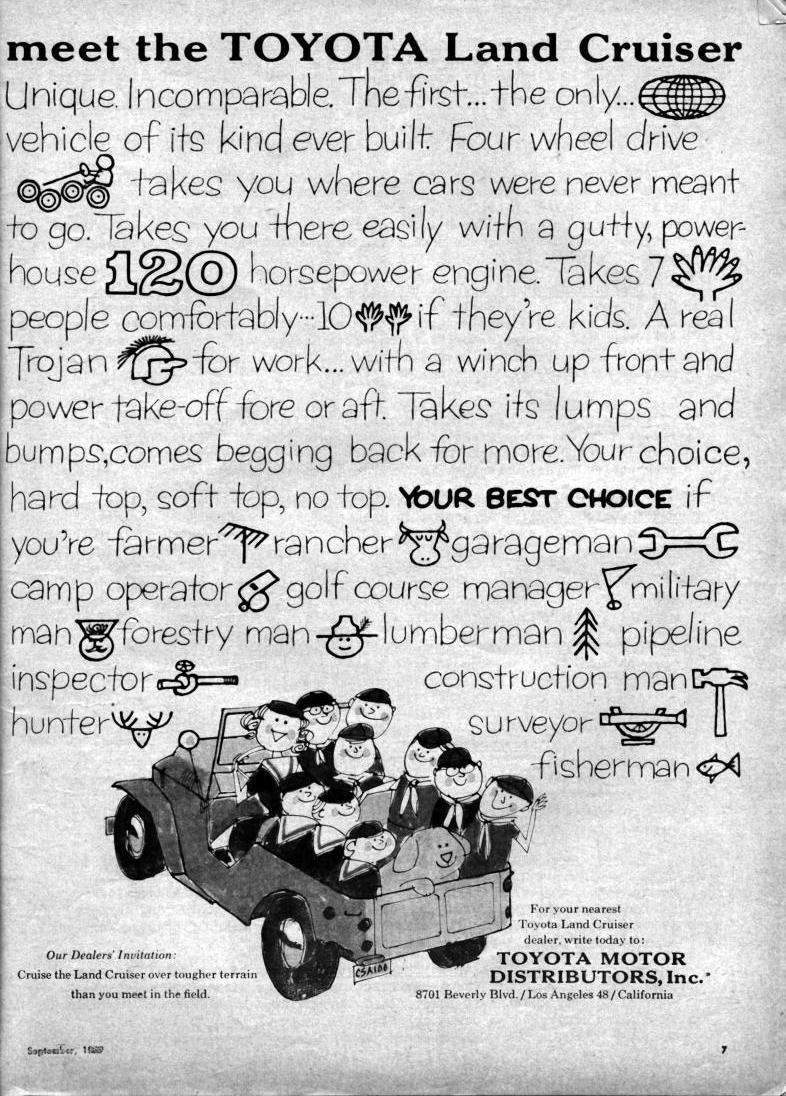 meet the TOYOTA Land Cruiser
Unique. Incomparable. The first...the only...
vehicle of its kind ever built. Four wheel drive
takes you where cars were never meant
to go. Takes you there easily with a gutty, power-
house 120 horsepower engine. Takes 7
people comfortably...10 if they're kids. A real
Trojan for work...with a winch up front and
power take-off fore or aft. Takes its lumps and
bumps, comes begging back for more. Your choice,
hard top, soft top, no top. YOUR BEST CHOICE if
you're farmer rancher garageman
camp operator golf course manager military
man forestry man lumberman pipeline
inspector construction man
hunter surveyor
fisherman
For your nearest
Toyota Land Cruiser
dealer, write today to:
TOYOTA MOTOR
DISTRIBUTORS, Inc.*
8701 Beverly Blvd. / Los Angeles 48 / California
Our Dealers' Invitation:
Cruise the Land Cruiser over tougher terrain
than you meet in the field.
September,
7